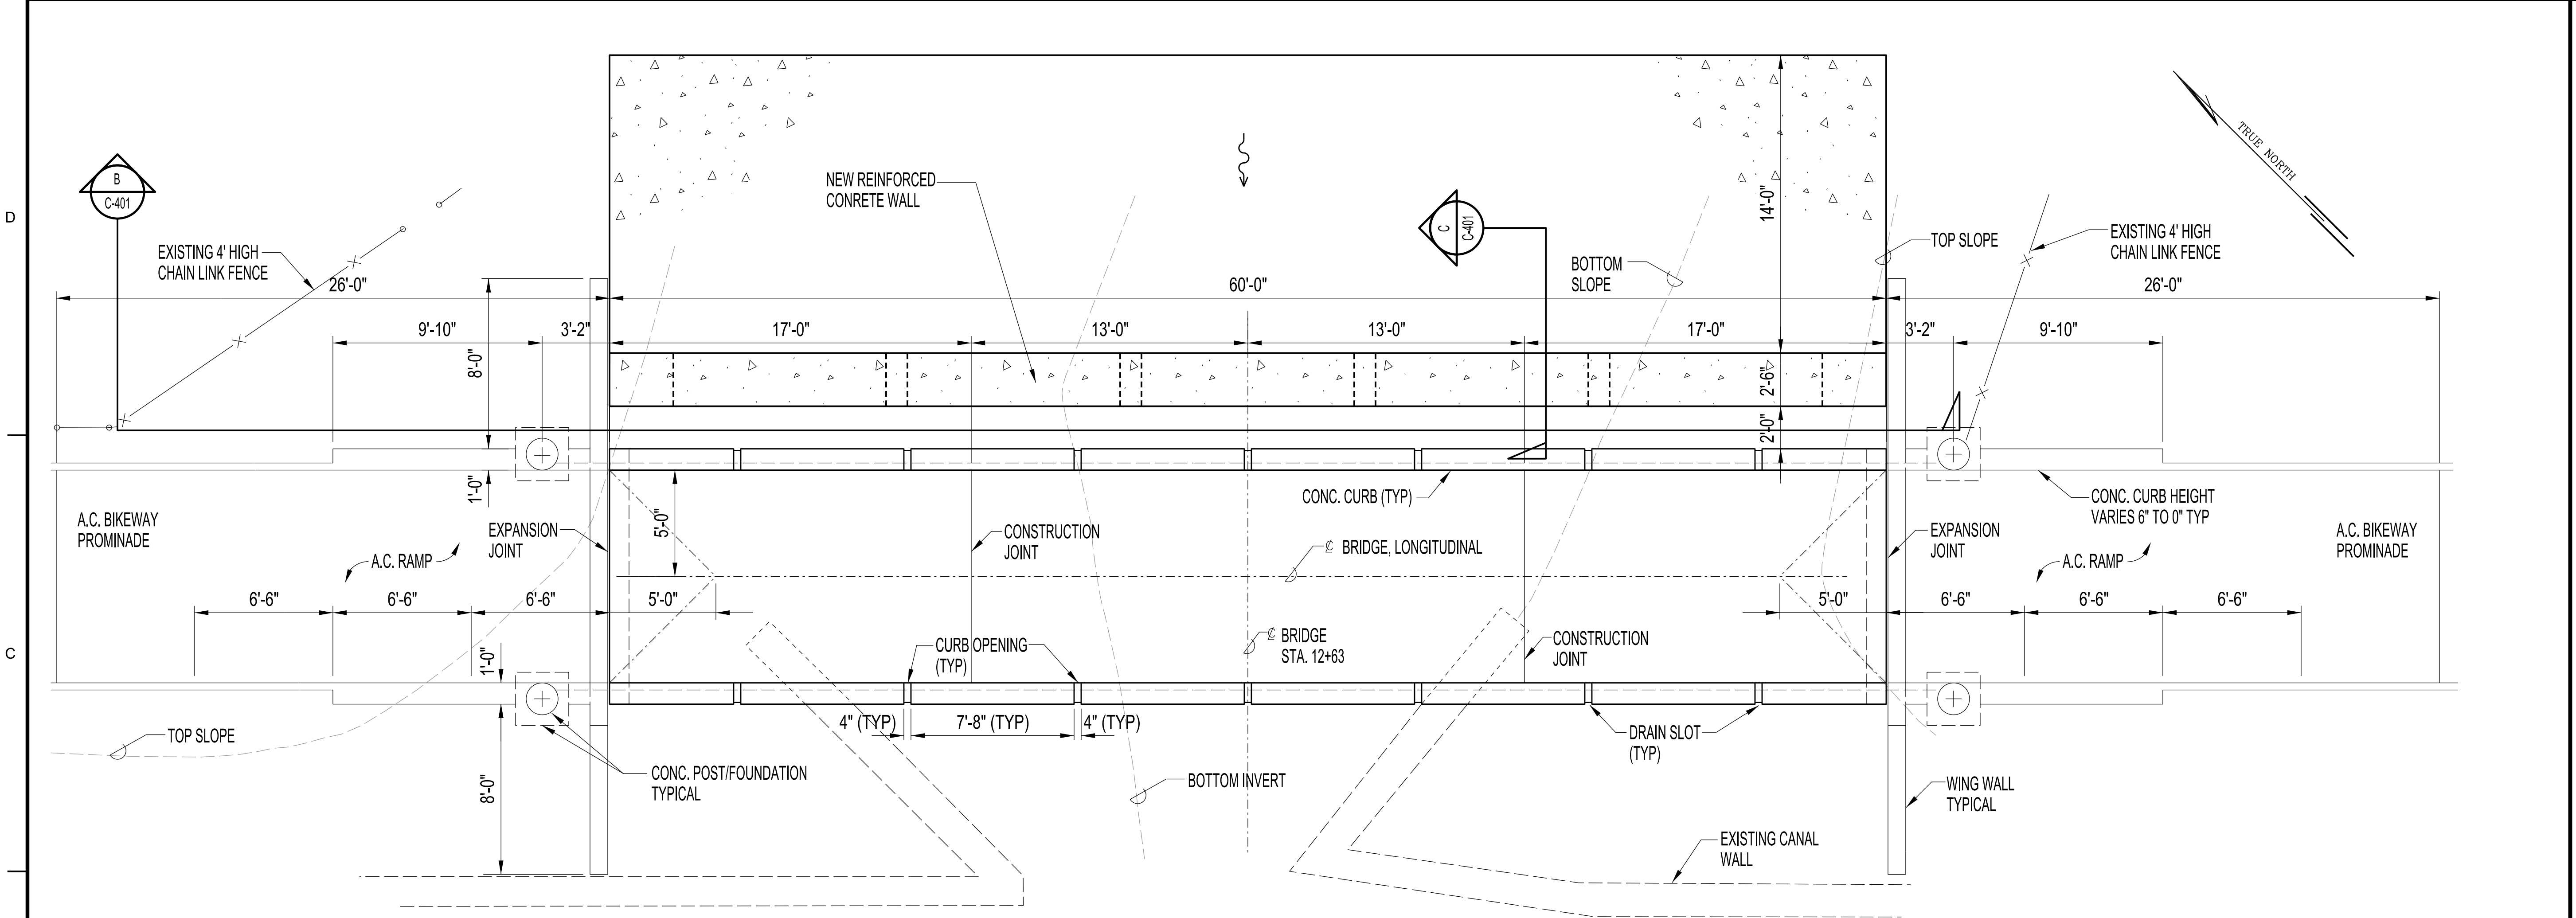 B
C-401
EXISTING 4' HIGH
CHAIN LINK FENCE
NEW REINFORCED
CONRETE WALL
C
C-401
14'-0"
TRUE NORTH
D
TOP SLOPE
EXISTING 4' HIGH
CHAIN LINK FENCE
BOTTOM
SLOPE
26'-0"
60'-0"
26'-0"
9'-10"
3'-2"
17'-0"
13'-0"
13'-0"
17'-0"
3'-2"
9'-10"
8'-0"
2'-6"
2'-0"
1'-0"
CONC. CURB (TYP)
CONC. CURB HEIGHT
VARIES 6" TO 0" TYP
A.C. BIKEWAY
PROMINADE
EXPANSION
JOINT
5'-0"
CONSTRUCTION
JOINT
℄ BRIDGE, LONGITUDINAL
EXPANSION
JOINT
A.C. BIKEWAY
PROMINADE
A.C. RAMP
A.C. RAMP
6'-6"
6'-6"
6'-6"
5'-0"
5'-0"
6'-6"
6'-6"
6'-6"
C
1'-0"
CURB OPENING
(TYP)
℄ BRIDGE
STA. 12+63
CONSTRUCTION
JOINT
4" (TYP)
7'-8" (TYP)
4" (TYP)
TOP SLOPE
DRAIN SLOT
(TYP)
CONC. POST/FOUNDATION
TYPICAL
8'-0"
BOTTOM INVERT
WING WALL
TYPICAL
EXISTING CANAL
WALL